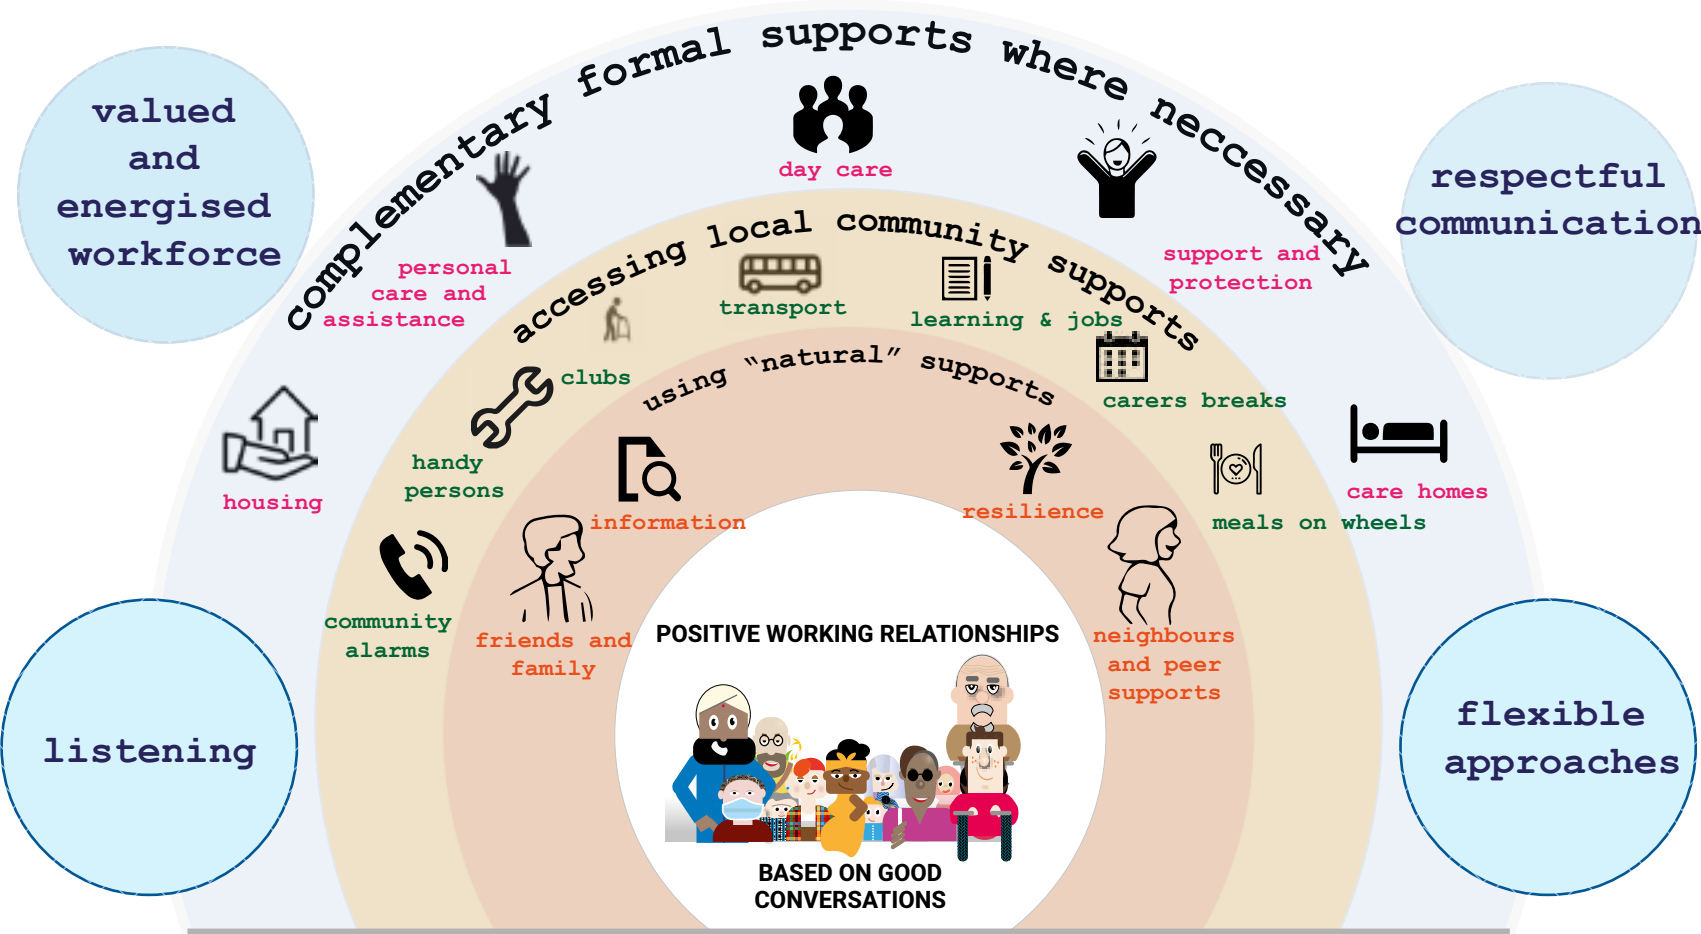 complementary formal supports where neccessary
valued
and
energised
workforce
respectful
communication
day care
personal
care and
assistance
support and
protection
housing
care homes
accessing local community supports
transport
learning & jobs
clubs
carers breaks
handy
persons
meals on wheels
community
alarms
using “natural” supports
information
resilience
friends and
family
neighbours
and peer
supports
POSITIVE WORKING RELATIONSHIPS
BASED ON GOOD
CONVERSATIONS
listening
flexible
approaches